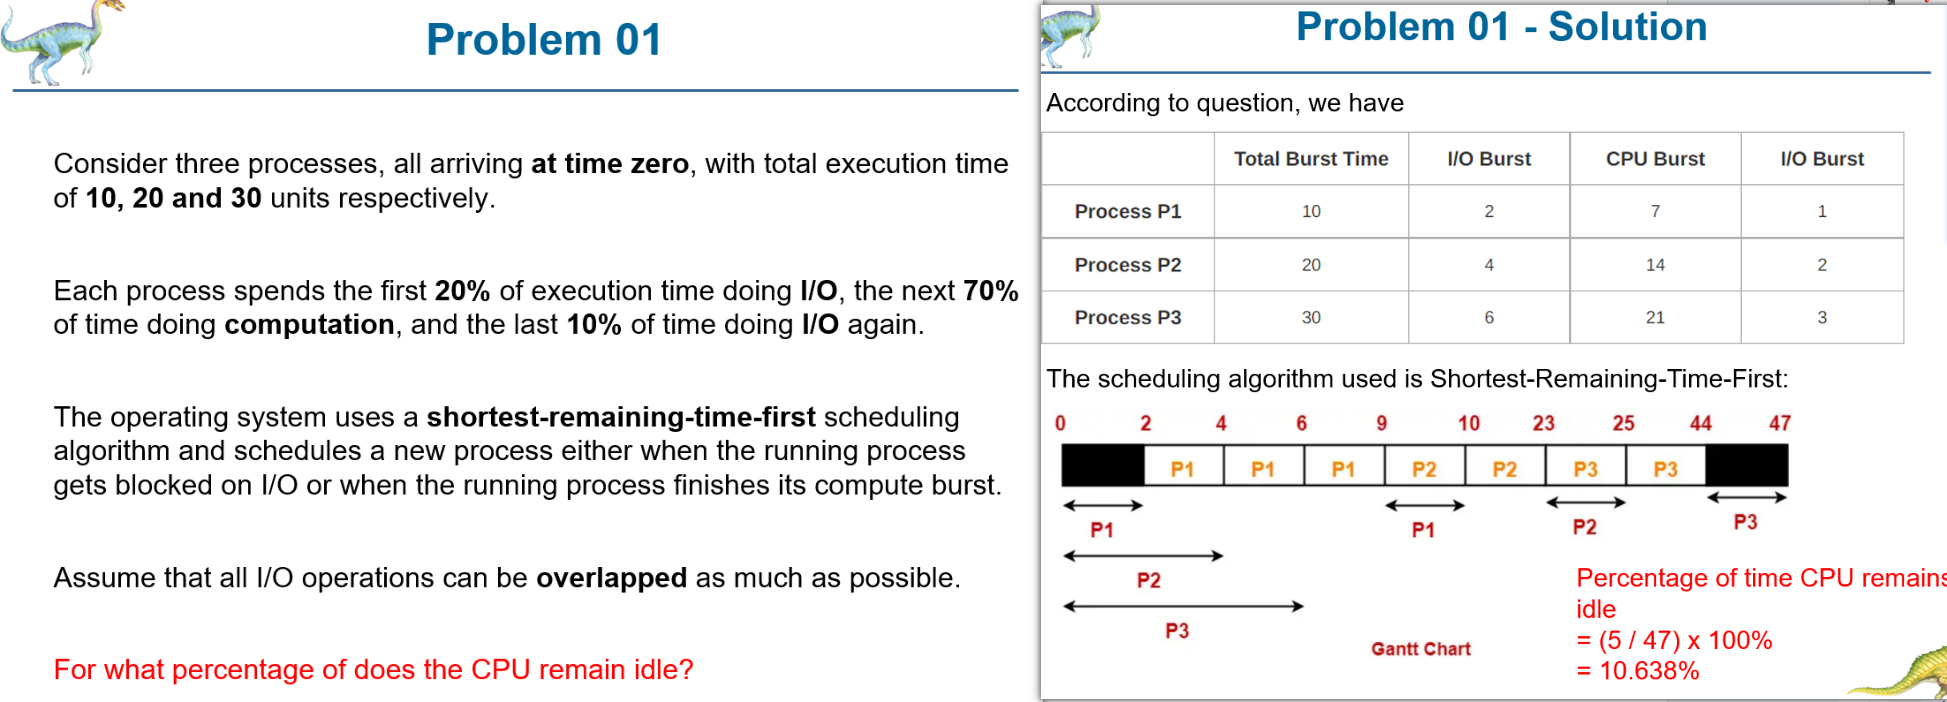 Problem 01
Consider three processes, all arriving at time zero, with total execution time
of 10, 20 and 30 units respectively.
Each process spends the first 20% of execution time doing I/O, the next 70%
of time doing computation, and the last 10% of time doing I/O again.
The operating system uses a shortest-remaining-time-first scheduling
algorithm and schedules a new process either when the running process
gets blocked on I/O or when the running process finishes its compute burst.
Assume that all I/O operations can be overlapped as much as possible.
For what percentage of does the CPU remain idle?
Problem 01 - Solution
According to question, we have
Total Burst Time I/O Burst CPU Burst I/O Burst
Process P1 10 2 7 1
Process P2 20 4 14 2
Process P3 30 6 21 3
The scheduling algorithm used is Shortest-Remaining-Time-First:
0 2 4 6 9 10 23 25 44 47
P1 P1 P1 P2 P2 P3 P3
P1 P1 P2 P3
P2
P3
Gantt Chart
Percentage of time CPU remains
idle
= (5 / 47) x 100%
= 10.638%